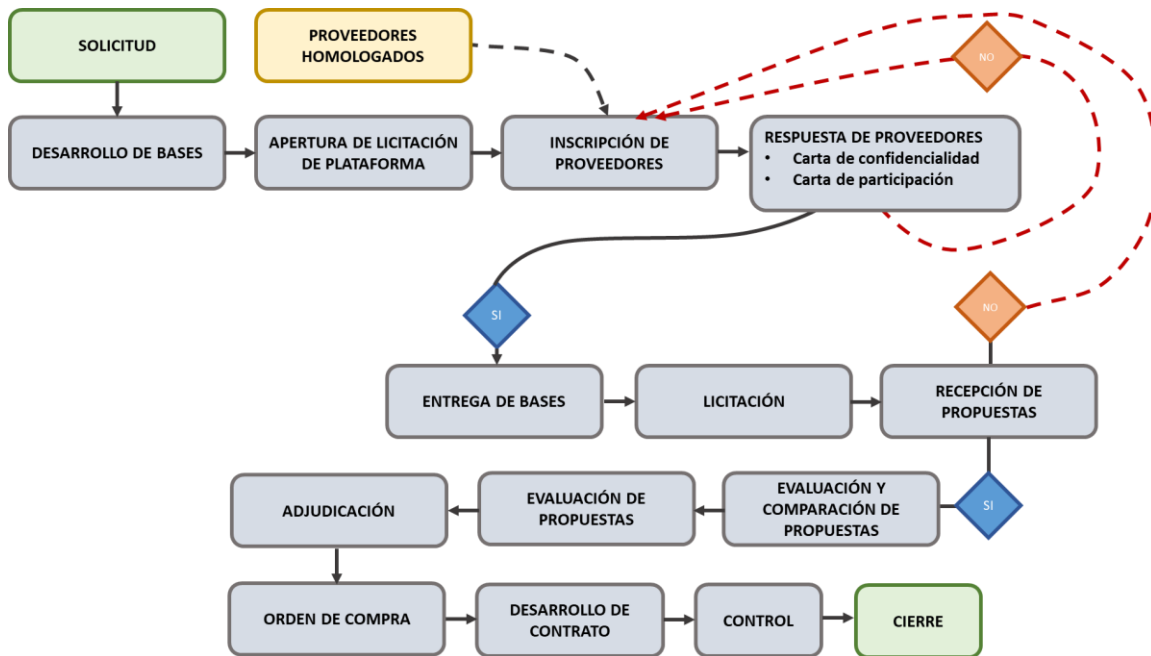 SOLICITUD
PROVEEDORES
HOMOLOGADOS
NO
DESARROLLO DE BASES
APERTURA DE LICITACIÓN
DE PLATAFORMA
INSCRIPCIÓN DE
PROVEEDORES
RESPUESTA DE PROVEEDORES
• Carta de confidencialidad
• Carta de participación
SI
NO
ENTREGA DE BASES
LICITACIÓN
RECEPCIÓN DE
PROPUESTAS
SI
EVALUACIÓN Y
COMPARACIÓN DE
PROPUESTAS
EVALUACIÓN DE
PROPUESTAS
ADJUDICACIÓN
ORDEN DE COMPRA
DESARROLLO DE
CONTRATO
CONTROL
CIERRE